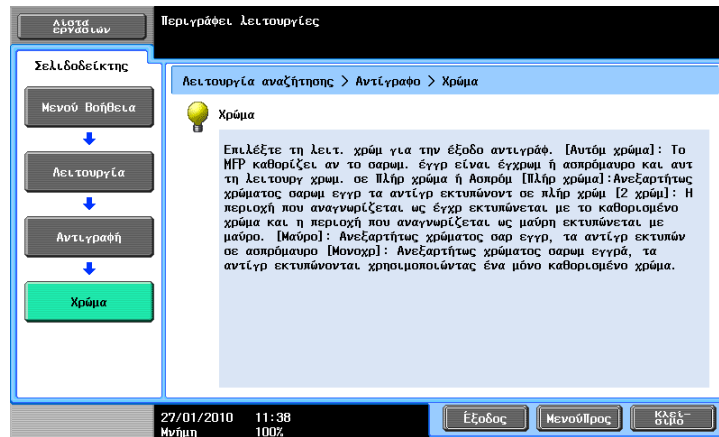 Λίστα
εργασιών
Περιγράφει λειτουργίες
Σελιδοδείκτης
Μενού Βοήθεια
Λειτουργία
Αντιγραφή
Χρώμα
Λειτουργία αναζήτησης > Αντίγραφο > Χρώμα
Χρώμα
Επιλέξτε τη λειτ. χρώμ για την έξοδο αντιγράφ. [Αυτόμ χρώμα]: Το
MFP καθορίζει αν το σαρωμ. έγγρ είναι έγχρωμ ή ασπρόμαυρο και αυτ
τη λειτουργ χρωμ. σε Πλήρ χρώμα ή Ασπρόμ [Πλήρ χρώμα]:Ανεξαρτήτως
χρώματος σαρωμ εγγρ τα αντίγρ εκτυπώνοντ σε πλήρ χρώμ [2 χρώμ]: Η
περιοχή που αναγνωρίζεται ως έγχρ εκτυπώνεται με το καθορισμένο
χρώμα και η περιοχή που αναγνωρίζεται ως μαύρη εκτυπώνεται με
μαύρο. [Μαύρο]: Ανεξαρτήτως χρώματος σαρ εγγρ, τα αντίγρ εκτυπών
σε ασπρόμαυρο [Μονοχρ]: Ανεξαρτήτως χρώματος σαρωμ εγγρά, τα
αντίγρ εκτυπώνονται χρησιμοποιώντας ένα μόνο καθορισμένο χρώμα.
27/01/2010 11:38
Μνήμη 100%
Έξοδος
ΜενούΠρος
Κλεί-
σιμο